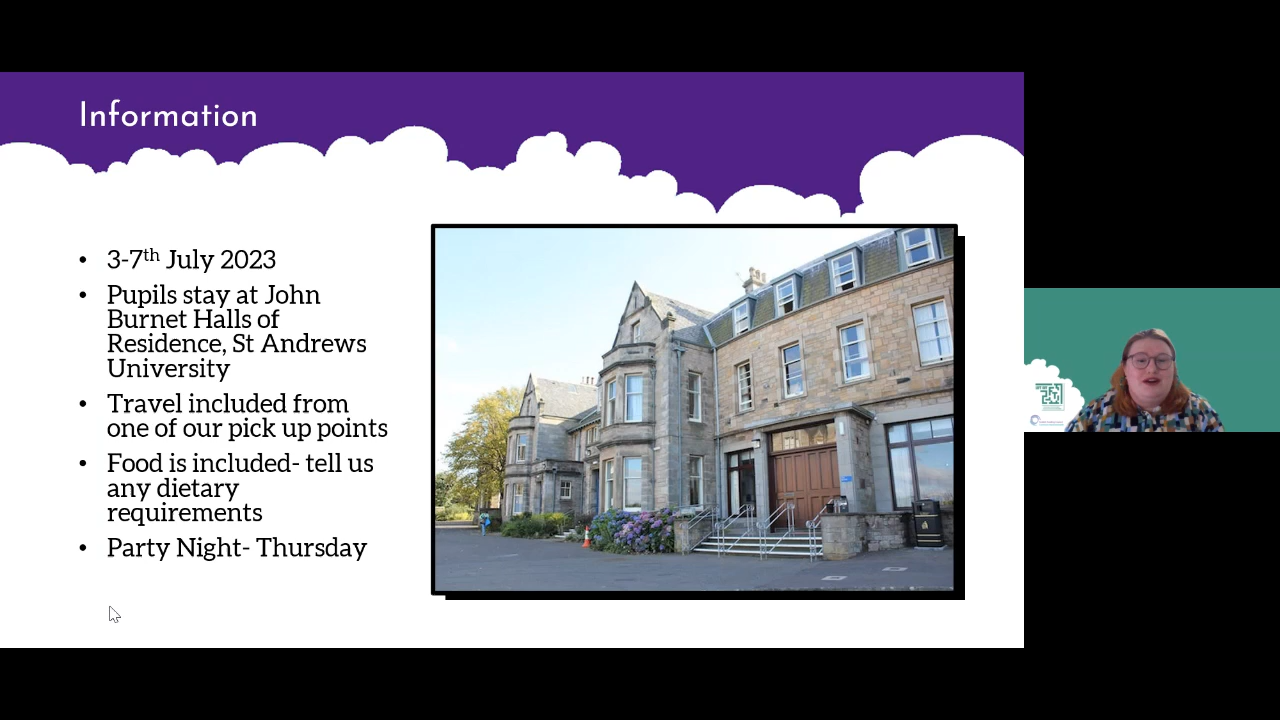 Information
• 3-7th July 2023
• Pupils stay at John
Burnet Halls of
Residence, St Andrews
University
• Travel included from
one of our pick up points
• Food is included- tell us
any dietary
requirements
• Party Night- Thursday